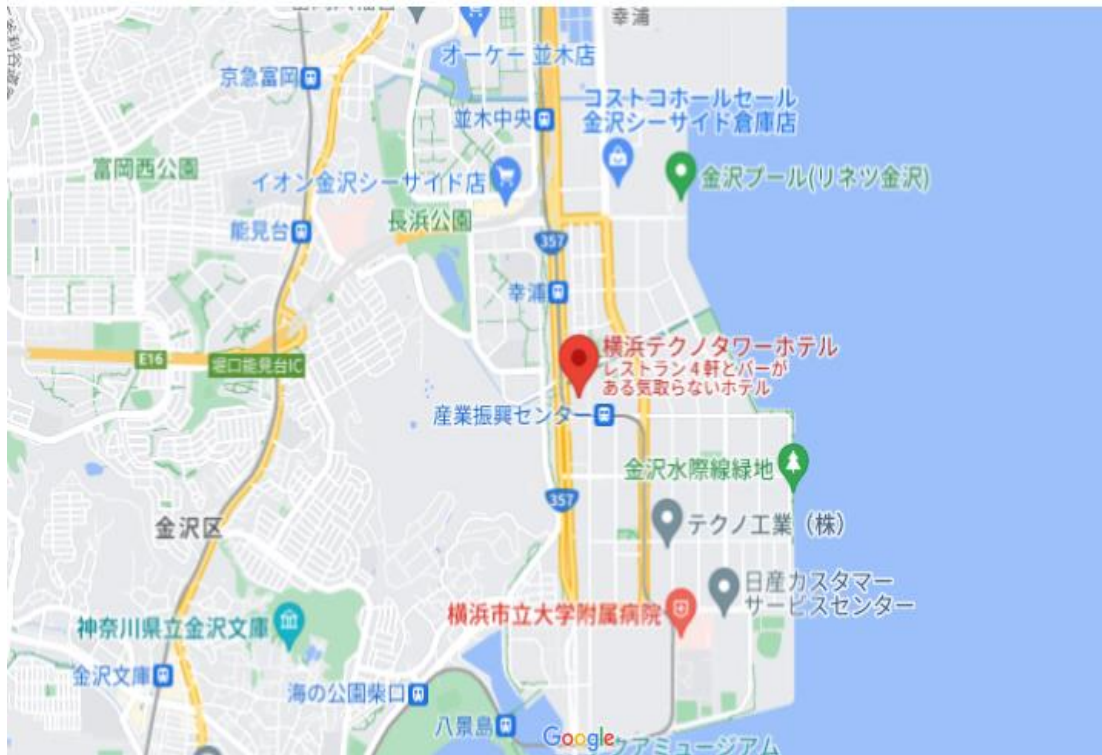 幸浦
オーケー 並木店
京急富岡
コストコホールセール
金沢シーサイド倉庫店
並木中央
富岡西公園
イオン金沢シーサイド店
金沢プール(リネツ金沢)
長浜公園
能見台
357
幸浦
E16
堀口能見台IC
横浜テクノタワーホテル
レストラン4軒とバーが
ある気取らないホテル
産業振興センター
金沢水際線緑地
357
金沢区
テクノ工業（株）
日産カスタマー
サービスセンター
横浜市立大学附属病院
神奈川県立金沢文庫
金沢文庫
海の公園柴口
八景島
Google
アミュージアム